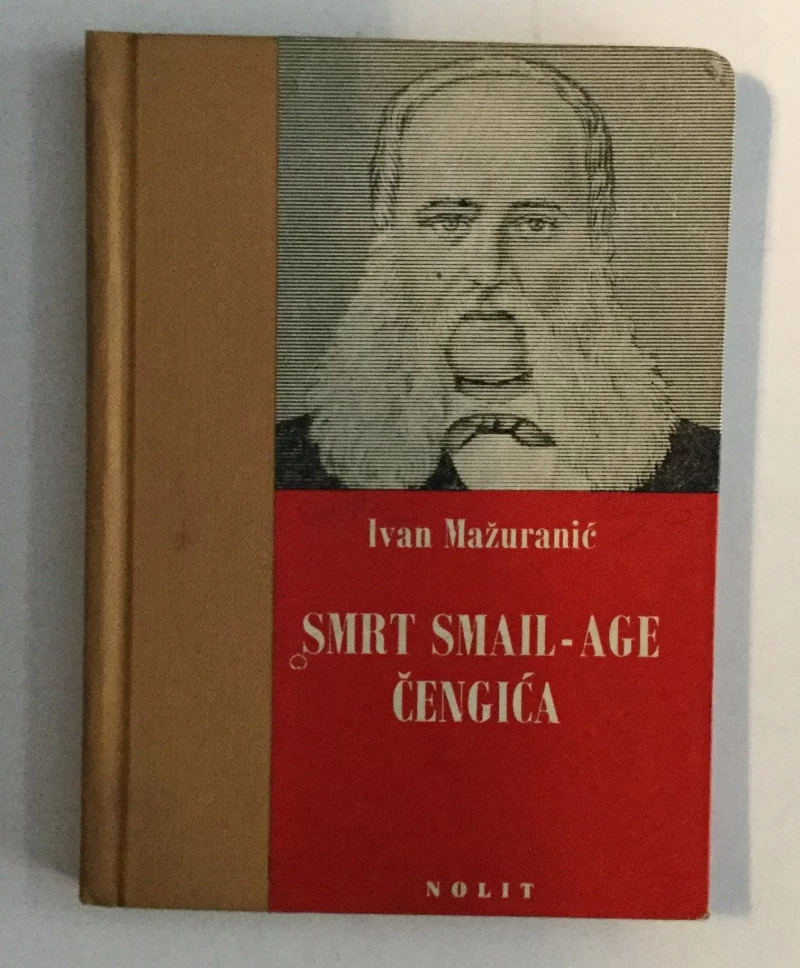 Ivan Mažuranić
SMRT SMAIL-AGE
ČENGIĆA
NOLIT